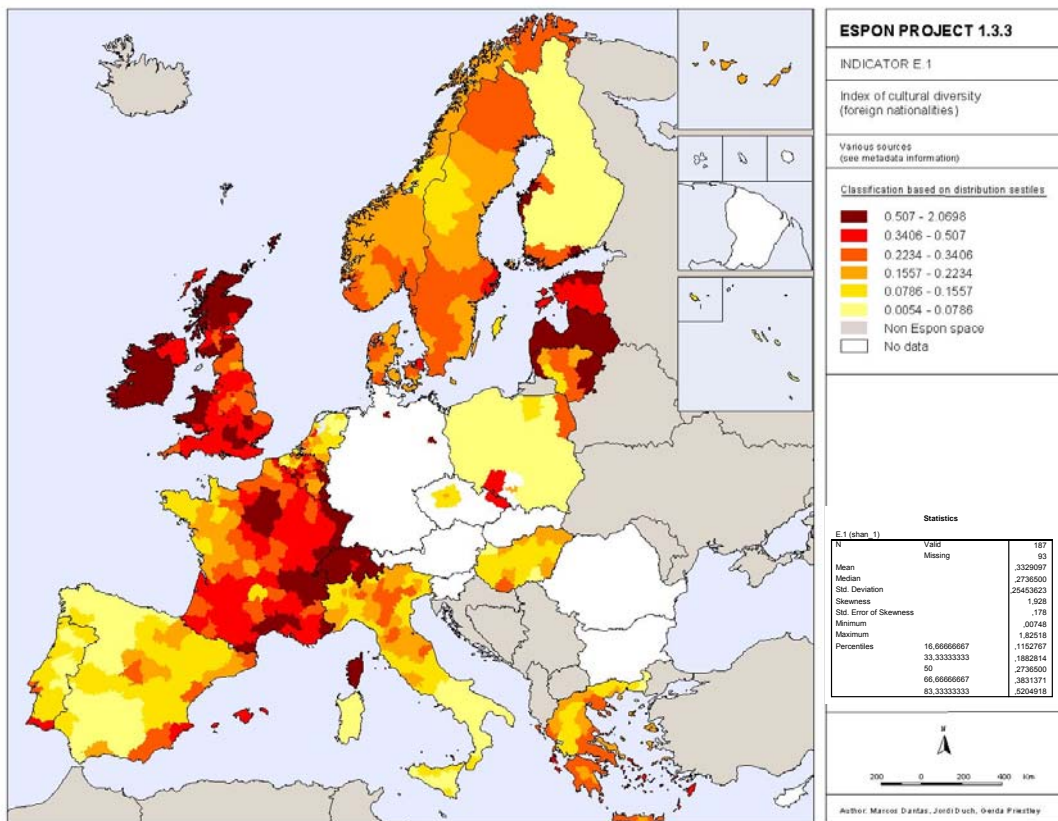 ESPON PROJECT 1.3.3
INDICATOR E.1
Index of cultural diversity
(foreign nationalities)
Various sources
(see metadata information)
Classification based on distribution sestiles
0.507 - 2.0698
0.3406 - 0.507
0.2234 - 0.3406
0.1557 - 0.2234
0.0786 - 0.1557
0.0054 - 0.0786
Non Espon space
No data
Statistics
E.1 (shan_1)
N Valid 187
Missing 93
Mean ,3329097
Median ,2736500
Std. Deviation ,25453623
Skewness 1,928
Std. Error of Skewness ,178
Minimum ,00748
Maximum 1,82518
Percentiles 16,66666667 ,1152767
33,33333333 ,1882814
50 ,2736500
66,66666667 ,3831371
83,33333333 ,5204918
N
200 0 200 400 Km
Author: Marcos Dantas, Jordi Duch, Gerda Priestley